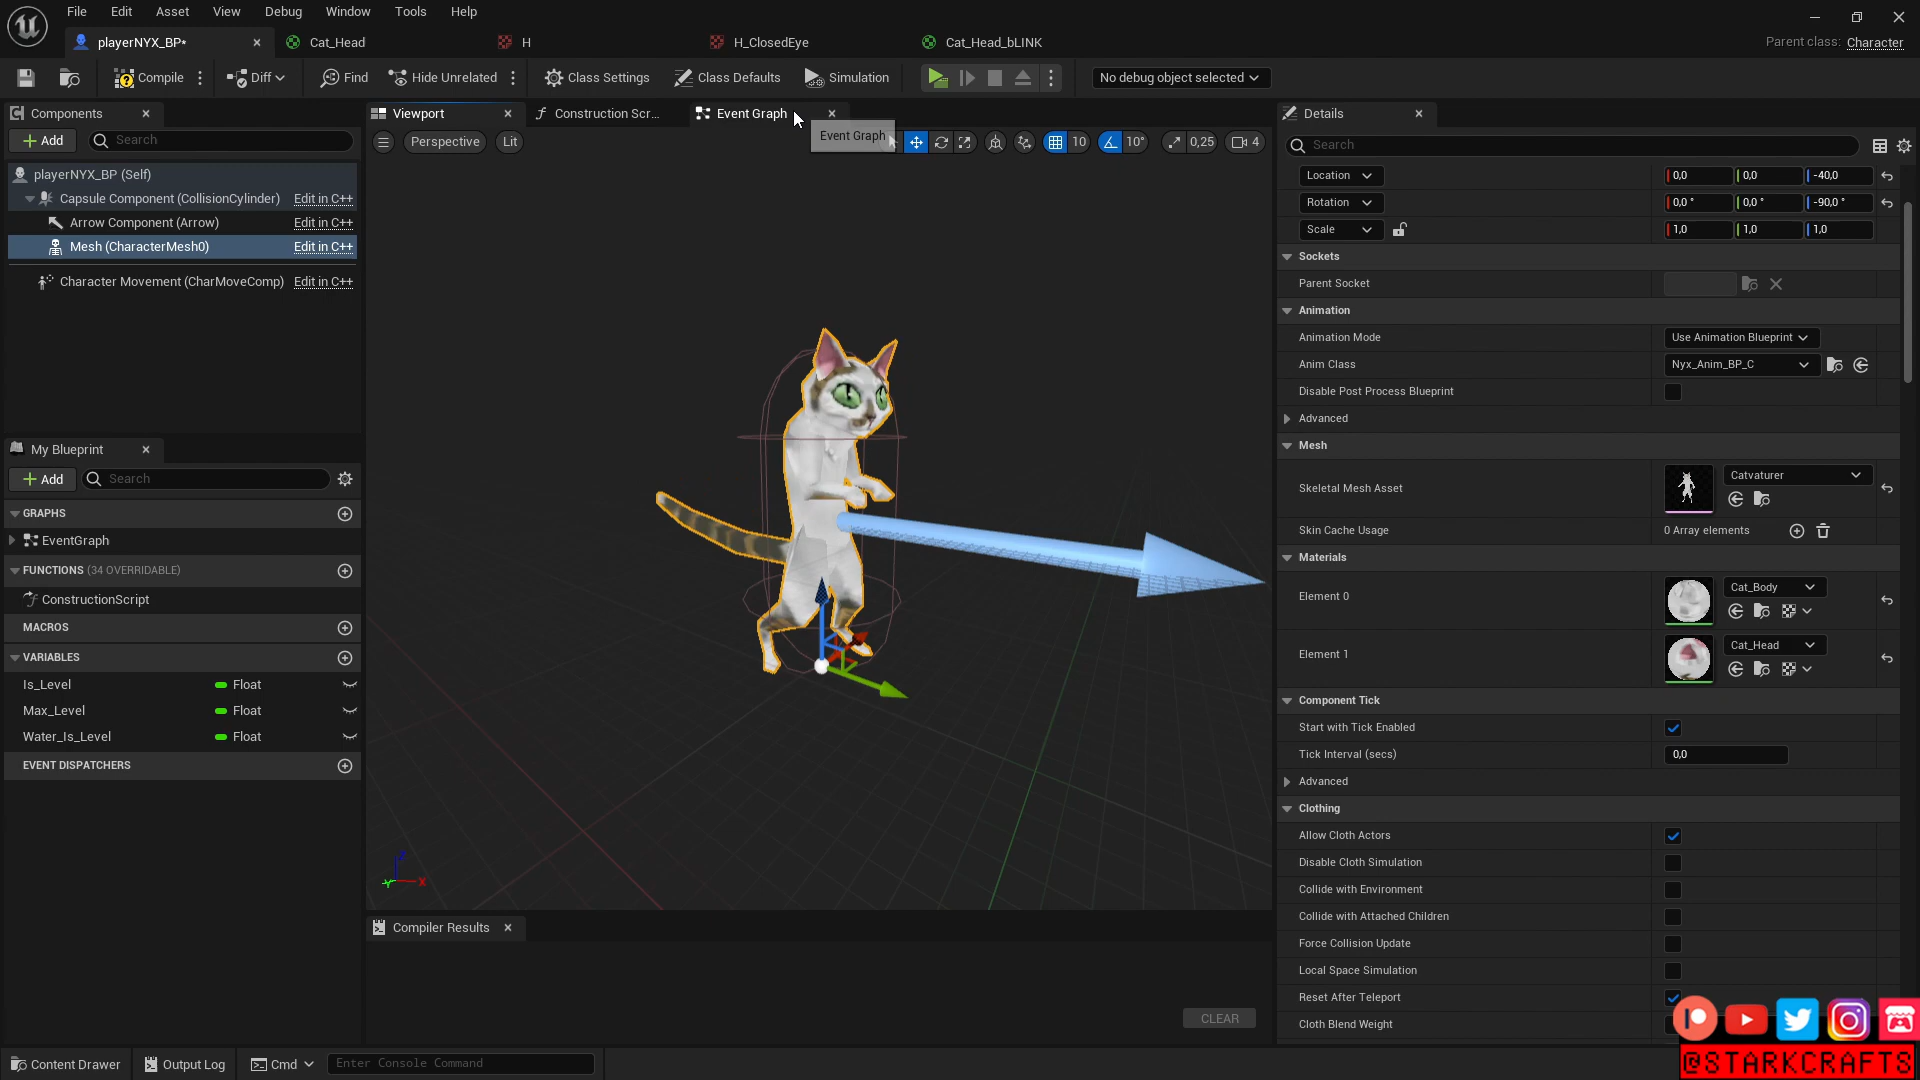 File Edit Asset View Debug Window Tools Help
playerNYX_BP* Cat_Head H H_ClosedEye Cat_Head_bLINK Parent class: Character
Compile Diff Find Hide Unrelated Class Settings Class Defaults Simulation No debug object selected
Components
Add Search
playerNYX_BP (Self)
Capsule Component (CollisionCylinder) Edit in C++
Arrow Component (Arrow) Edit in C++
Mesh (CharacterMesh0) Edit in C++
Character Movement (CharMoveComp) Edit in C++
My Blueprint
Add Search
GRAPHS
EventGraph
FUNCTIONS (34 OVERRIDABLE)
ConstructionScript
MACROS
VARIABLES
Is_Level Float
Max_Level Float
Water_Is_Level Float
EVENT DISPATCHERS
Viewport Construction Scr... Event Graph
Event Graph
Perspective Lit 10 10° 0,25 4
Z
Y X
Compiler Results
CLEAR
Details
Search
Location 0,0 0,0 -40,0
Rotation 0,0 ° 0,0 ° -90,0 °
Scale 1,0 1,0 1,0
Sockets
Parent Socket
Animation
Animation Mode Use Animation Blueprint
Anim Class Nyx_Anim_BP_C
Disable Post Process Blueprint
Advanced
Mesh
Skeletal Mesh Asset Catvaturer
Skin Cache Usage 0 Array elements
Materials
Element 0 Cat_Body
Element 1 Cat_Head
Component Tick
Start with Tick Enabled
Tick Interval (secs) 0,0
Advanced
Clothing
Allow Cloth Actors
Disable Cloth Simulation
Collide with Environment
Collide with Attached Children
Force Collision Update
Local Space Simulation
Reset After Teleport
Cloth Blend Weight
Content Drawer Output Log Cmd Enter Console Command
@STARKCRAFTS